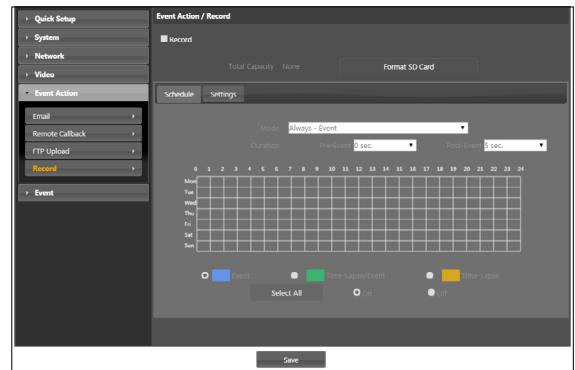 Quick Setup
System
Network
Video
Event Action
Email
Remote Callback
FTP Upload
Record
Event
Event Action / Record
Record
Total Capacity None Format SD Card
Schedule Settings
Mode Always - Event
Duration Pre-Event 0 sec. Post-Event 5 sec.
0 1 2 3 4 5 6 7 8 9 10 11 12 13 14 15 16 17 18 19 20 21 22 23 24
Mon
Tue
Wed
Thu
Fri
Sat
Sun
Event Time-Lapse/Event Time-Lapse
Select All On Off
Save